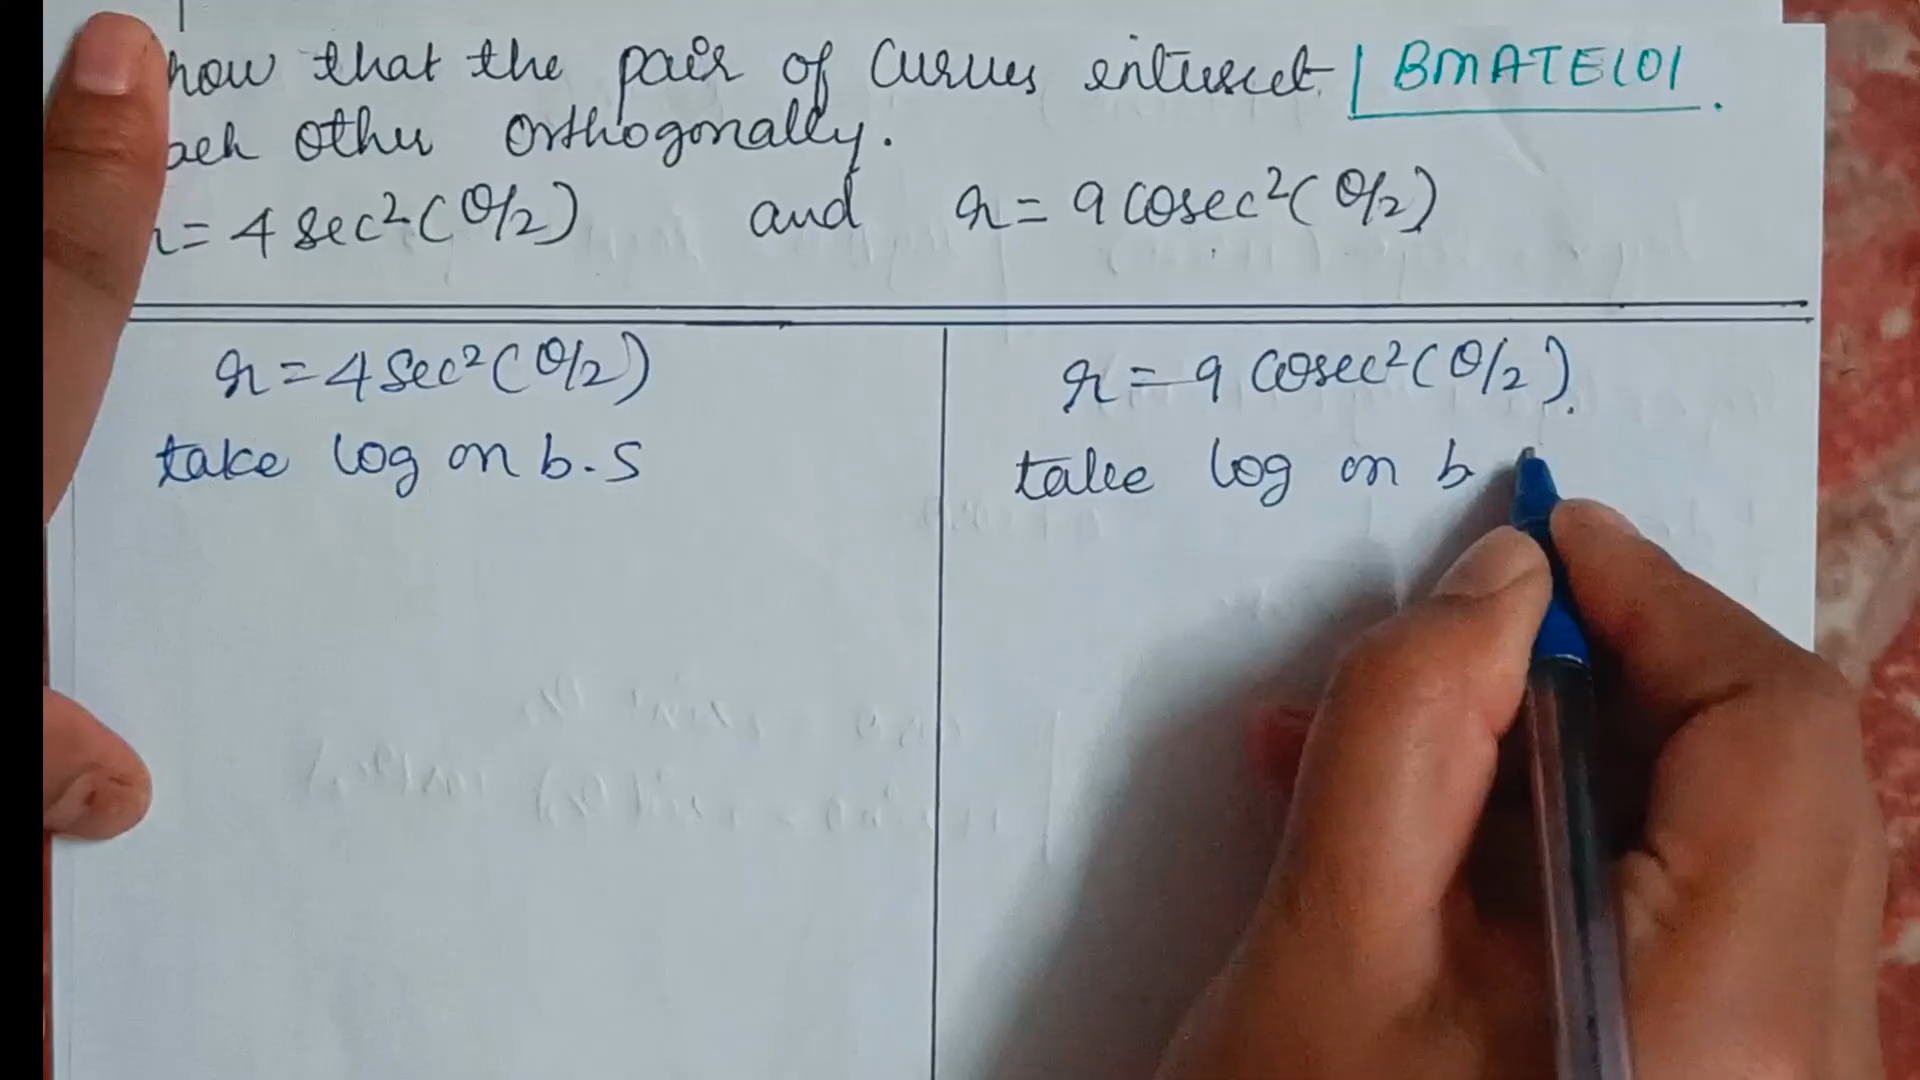 how that the pair of curves intersect BMATE101.
ach other orthogonally.
r = 4 sec²(θ/2) and r = 9 cosec²(θ/2)
r = 4 sec²(θ/2)
take log on b.s
r = 9 cosec²(θ/2).
take log on b